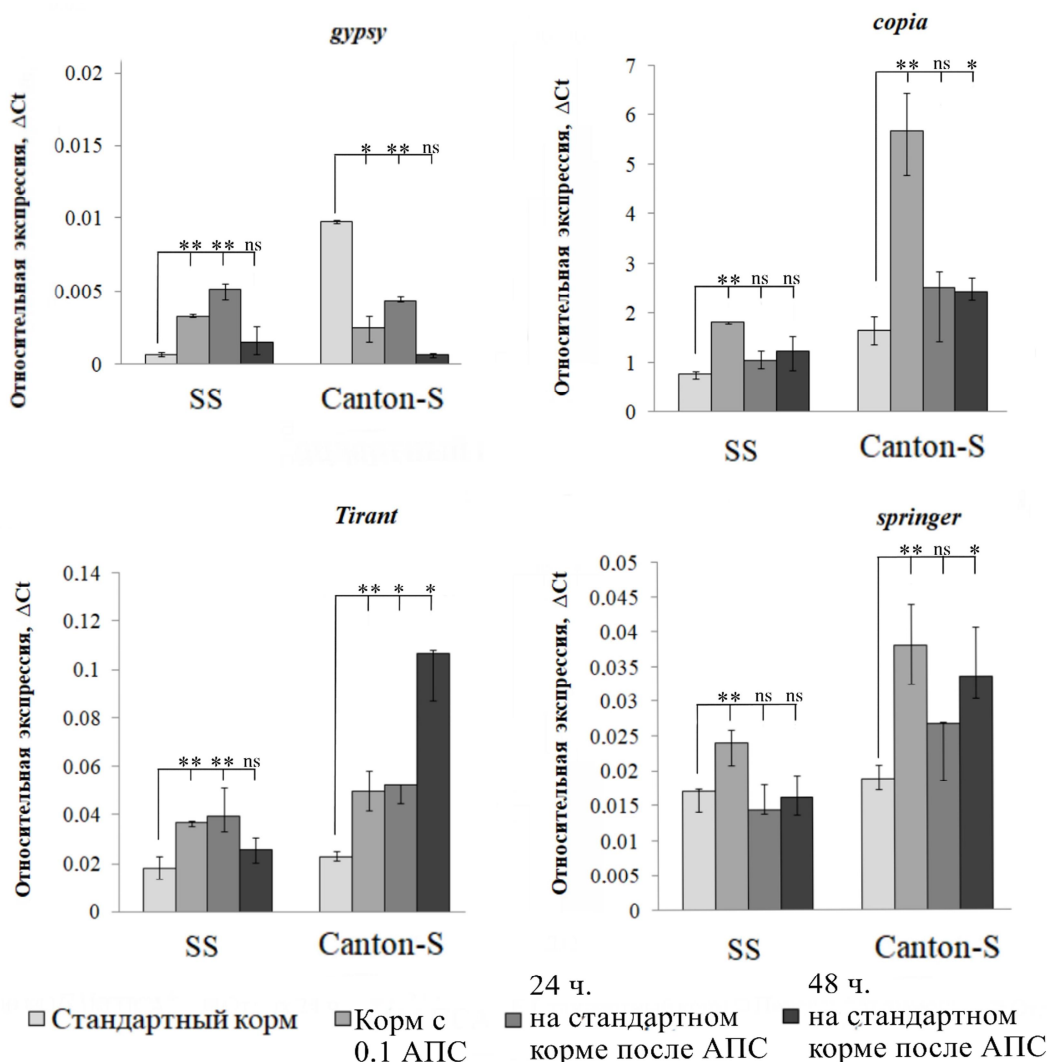 gypsy
Относительная экспрессия, ΔCt
0.02
0.015
0.01
0.005
0
** ** ns
* ** ns
SS
Canton-S
copia
Относительная экспрессия, ΔCt
7
6
5
4
3
2
1
0
** ns ns
** ns *
SS
Canton-S
Tirant
Относительная экспрессия, ΔCt
0.14
0.12
0.1
0.08
0.06
0.04
0.02
0
** ** ns
** * *
SS
Canton-S
springer
Относительная экспрессия, ΔCt
0.05
0.045
0.04
0.035
0.03
0.025
0.02
0.015
0.01
0.005
0
** ns ns
** ns *
SS
Canton-S
Стандартный корм
Корм с
0.1 АПС
24 ч.
на стандартном
корме после АПС
48 ч.
на стандартном
корме после АПС